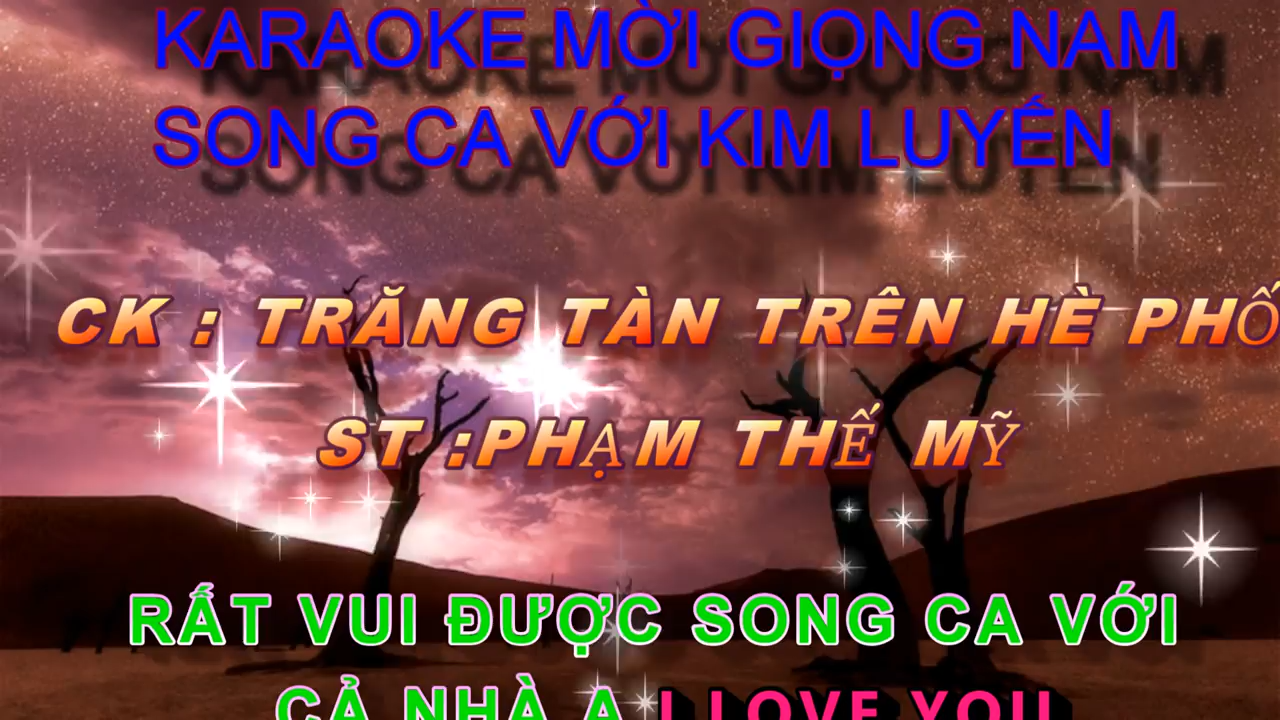 KARAOKE MỜI GIỌNG NAM
SONG CA VỚI KIM LUYẾN
CK : TRĂNG TÀN TRÊN HÈ PHỐ
ST :PHẠM THẾ MỸ
RẤT VUI ĐƯỢC SONG CA VỚI
CẢ NHÀ Ạ I LOVE YOU